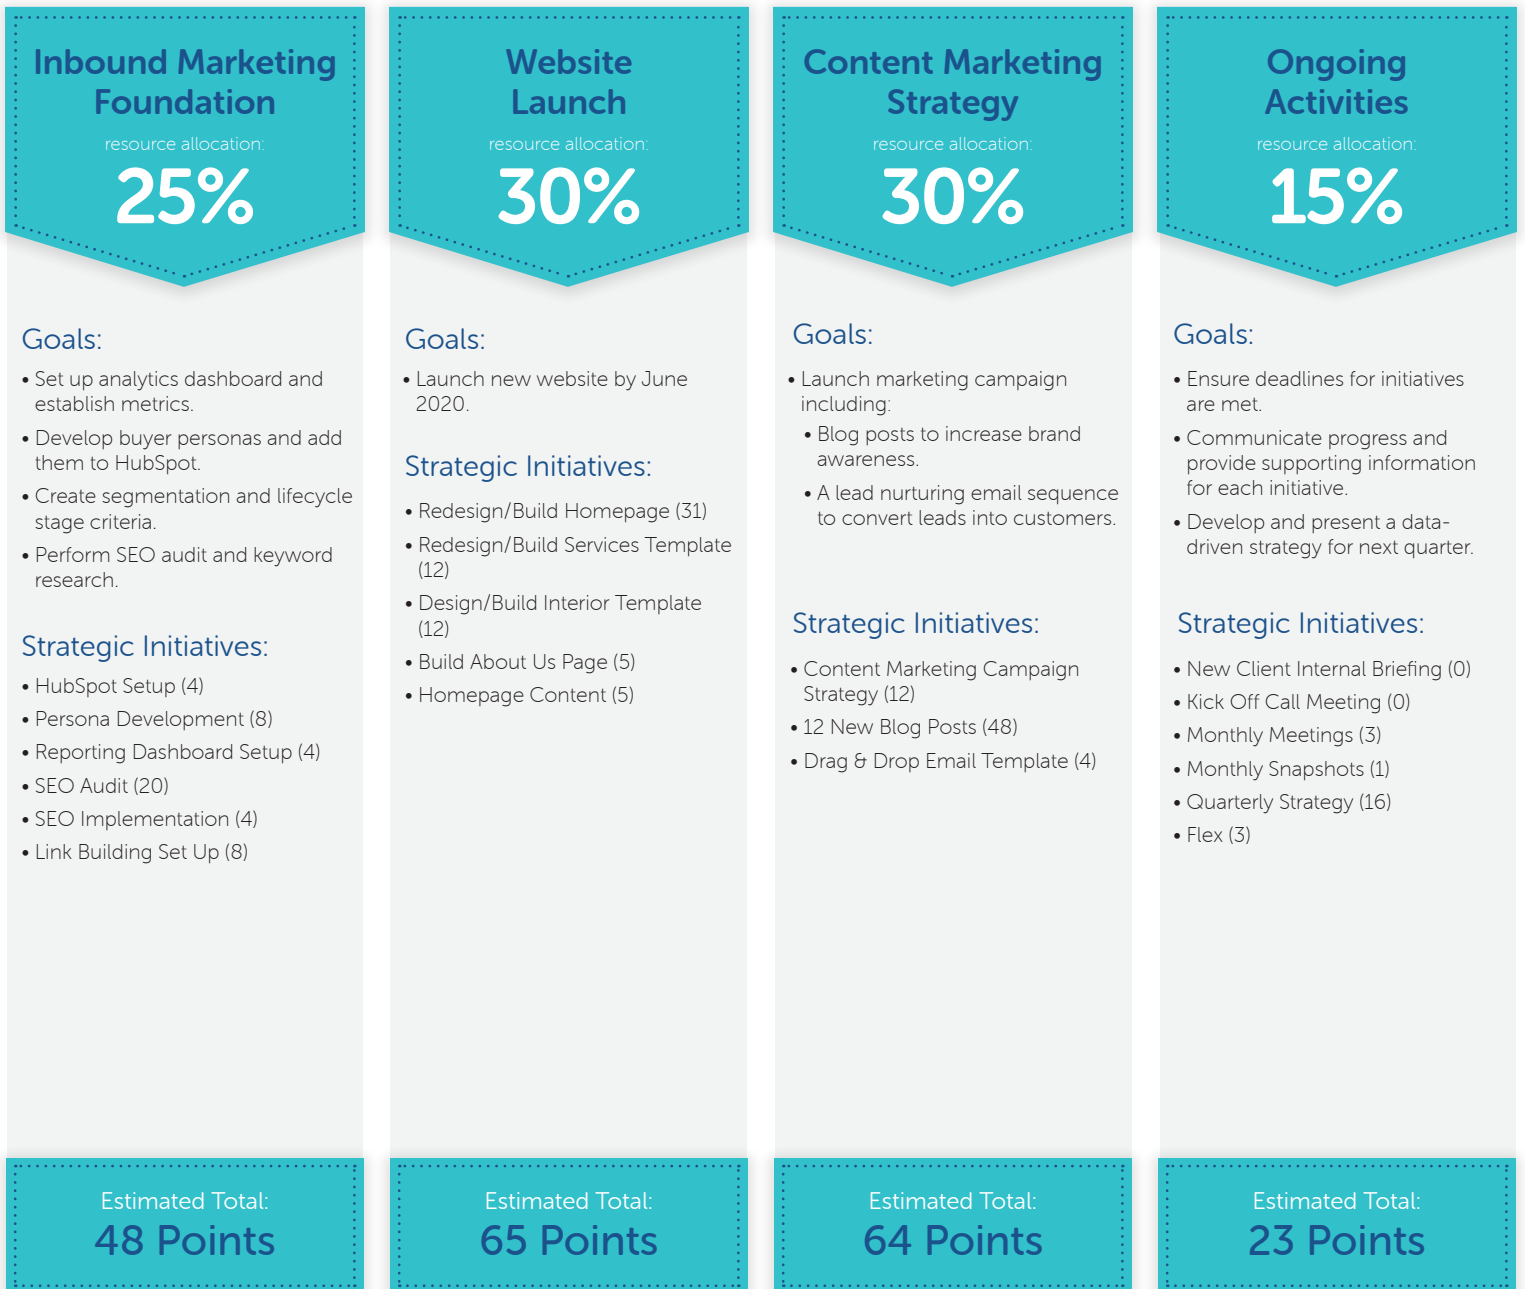 Inbound Marketing
Foundation
resource allocation:
25%
Goals:
• Set up analytics dashboard and
establish metrics.
• Develop buyer personas and add
them to HubSpot.
• Create segmentation and lifecycle
stage criteria.
• Perform SEO audit and keyword
research.
Strategic Initiatives:
• HubSpot Setup (4)
• Persona Development (8)
• Reporting Dashboard Setup (4)
• SEO Audit (20)
• SEO Implementation (4)
• Link Building Set Up (8)
Estimated Total:
48 Points
Website
Launch
resource allocation:
30%
Goals:
• Launch new website by June
2020.
Strategic Initiatives:
• Redesign/Build Homepage (31)
• Redesign/Build Services Template
(12)
• Design/Build Interior Template
(12)
• Build About Us Page (5)
• Homepage Content (5)
Estimated Total:
65 Points
Content Marketing
Strategy
resource allocation:
30%
Goals:
• Launch marketing campaign
including:
• Blog posts to increase brand
awareness.
• A lead nurturing email sequence
to convert leads into customers.
Strategic Initiatives:
• Content Marketing Campaign
Strategy (12)
• 12 New Blog Posts (48)
• Drag & Drop Email Template (4)
Estimated Total:
64 Points
Ongoing
Activities
resource allocation:
15%
Goals:
• Ensure deadlines for initiatives
are met.
• Communicate progress and
provide supporting information
for each initiative.
• Develop and present a data-
driven strategy for next quarter.
Strategic Initiatives:
• New Client Internal Briefing (0)
• Kick Off Call Meeting (0)
• Monthly Meetings (3)
• Monthly Snapshots (1)
• Quarterly Strategy (16)
• Flex (3)
Estimated Total:
23 Points